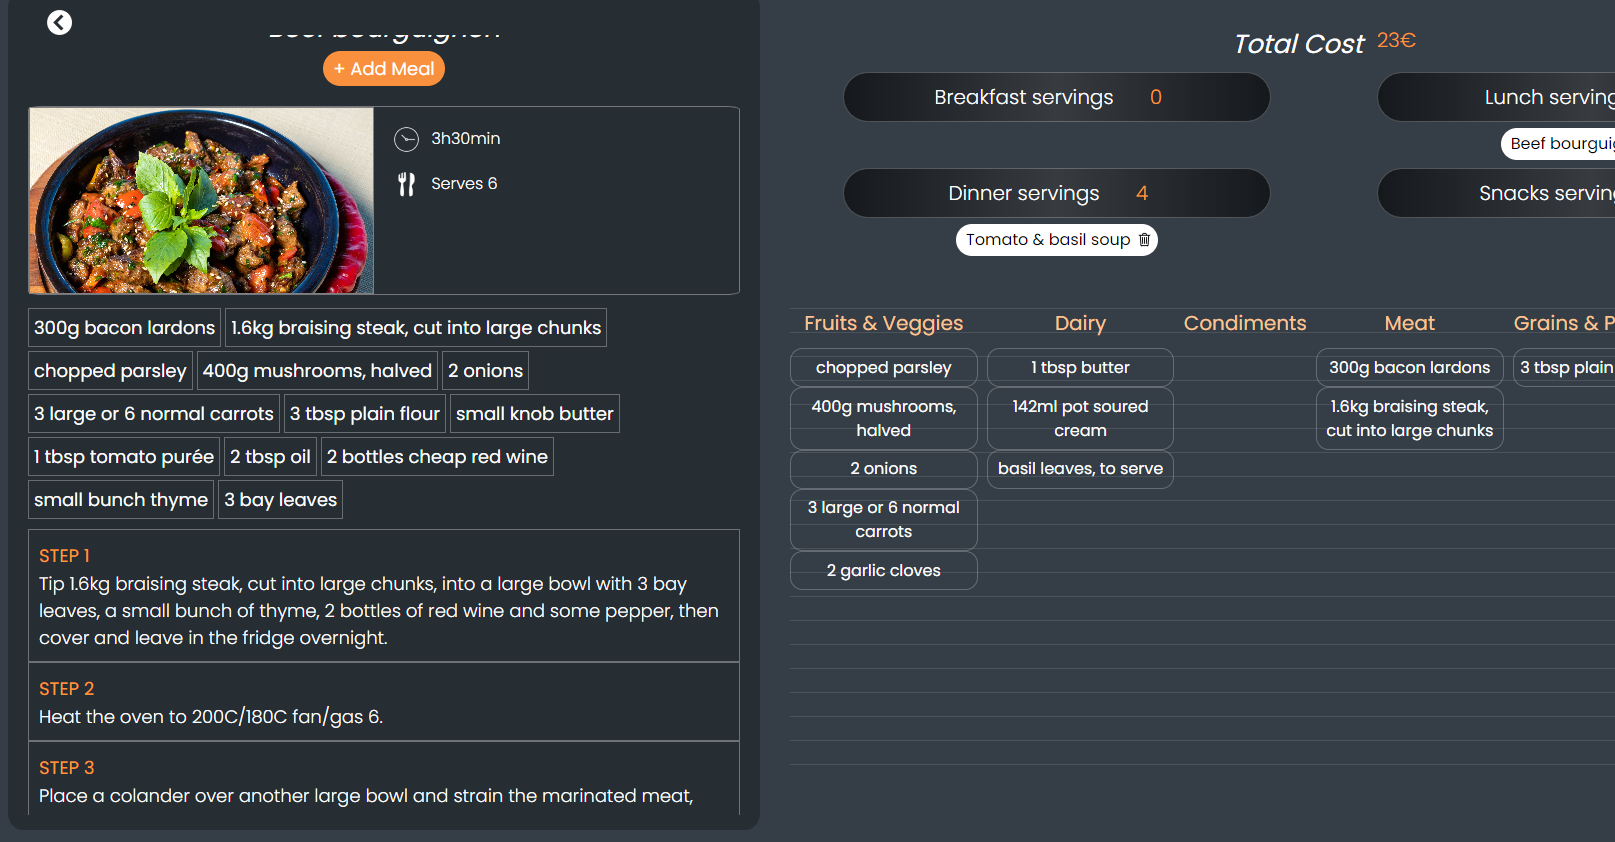 Beef bourguignon
+ Add Meal
3h30min
Serves 6
300g bacon lardons
1.6kg braising steak, cut into large chunks
chopped parsley
400g mushrooms, halved
2 onions
3 large or 6 normal carrots
3 tbsp plain flour
small knob butter
1 tbsp tomato purée
2 tbsp oil
2 bottles cheap red wine
small bunch thyme
3 bay leaves
STEP 1
Tip 1.6kg braising steak, cut into large chunks, into a large bowl with 3 bay
leaves, a small bunch of thyme, 2 bottles of red wine and some pepper, then
cover and leave in the fridge overnight.
STEP 2
Heat the oven to 200C/180C fan/gas 6.
STEP 3
Place a colander over another large bowl and strain the marinated meat,
Total Cost 23€
Breakfast servings 0
Lunch serving
Beef bourguig
Dinner servings 4
Snacks serving
Tomato & basil soup
Fruits & Veggies
chopped parsley
400g mushrooms,
halved
2 onions
3 large or 6 normal
carrots
2 garlic cloves
Dairy
1 tbsp butter
142ml pot soured
cream
basil leaves, to serve
Condiments
Meat
300g bacon lardons
1.6kg braising steak,
cut into large chunks
Grains & P
3 tbsp plain